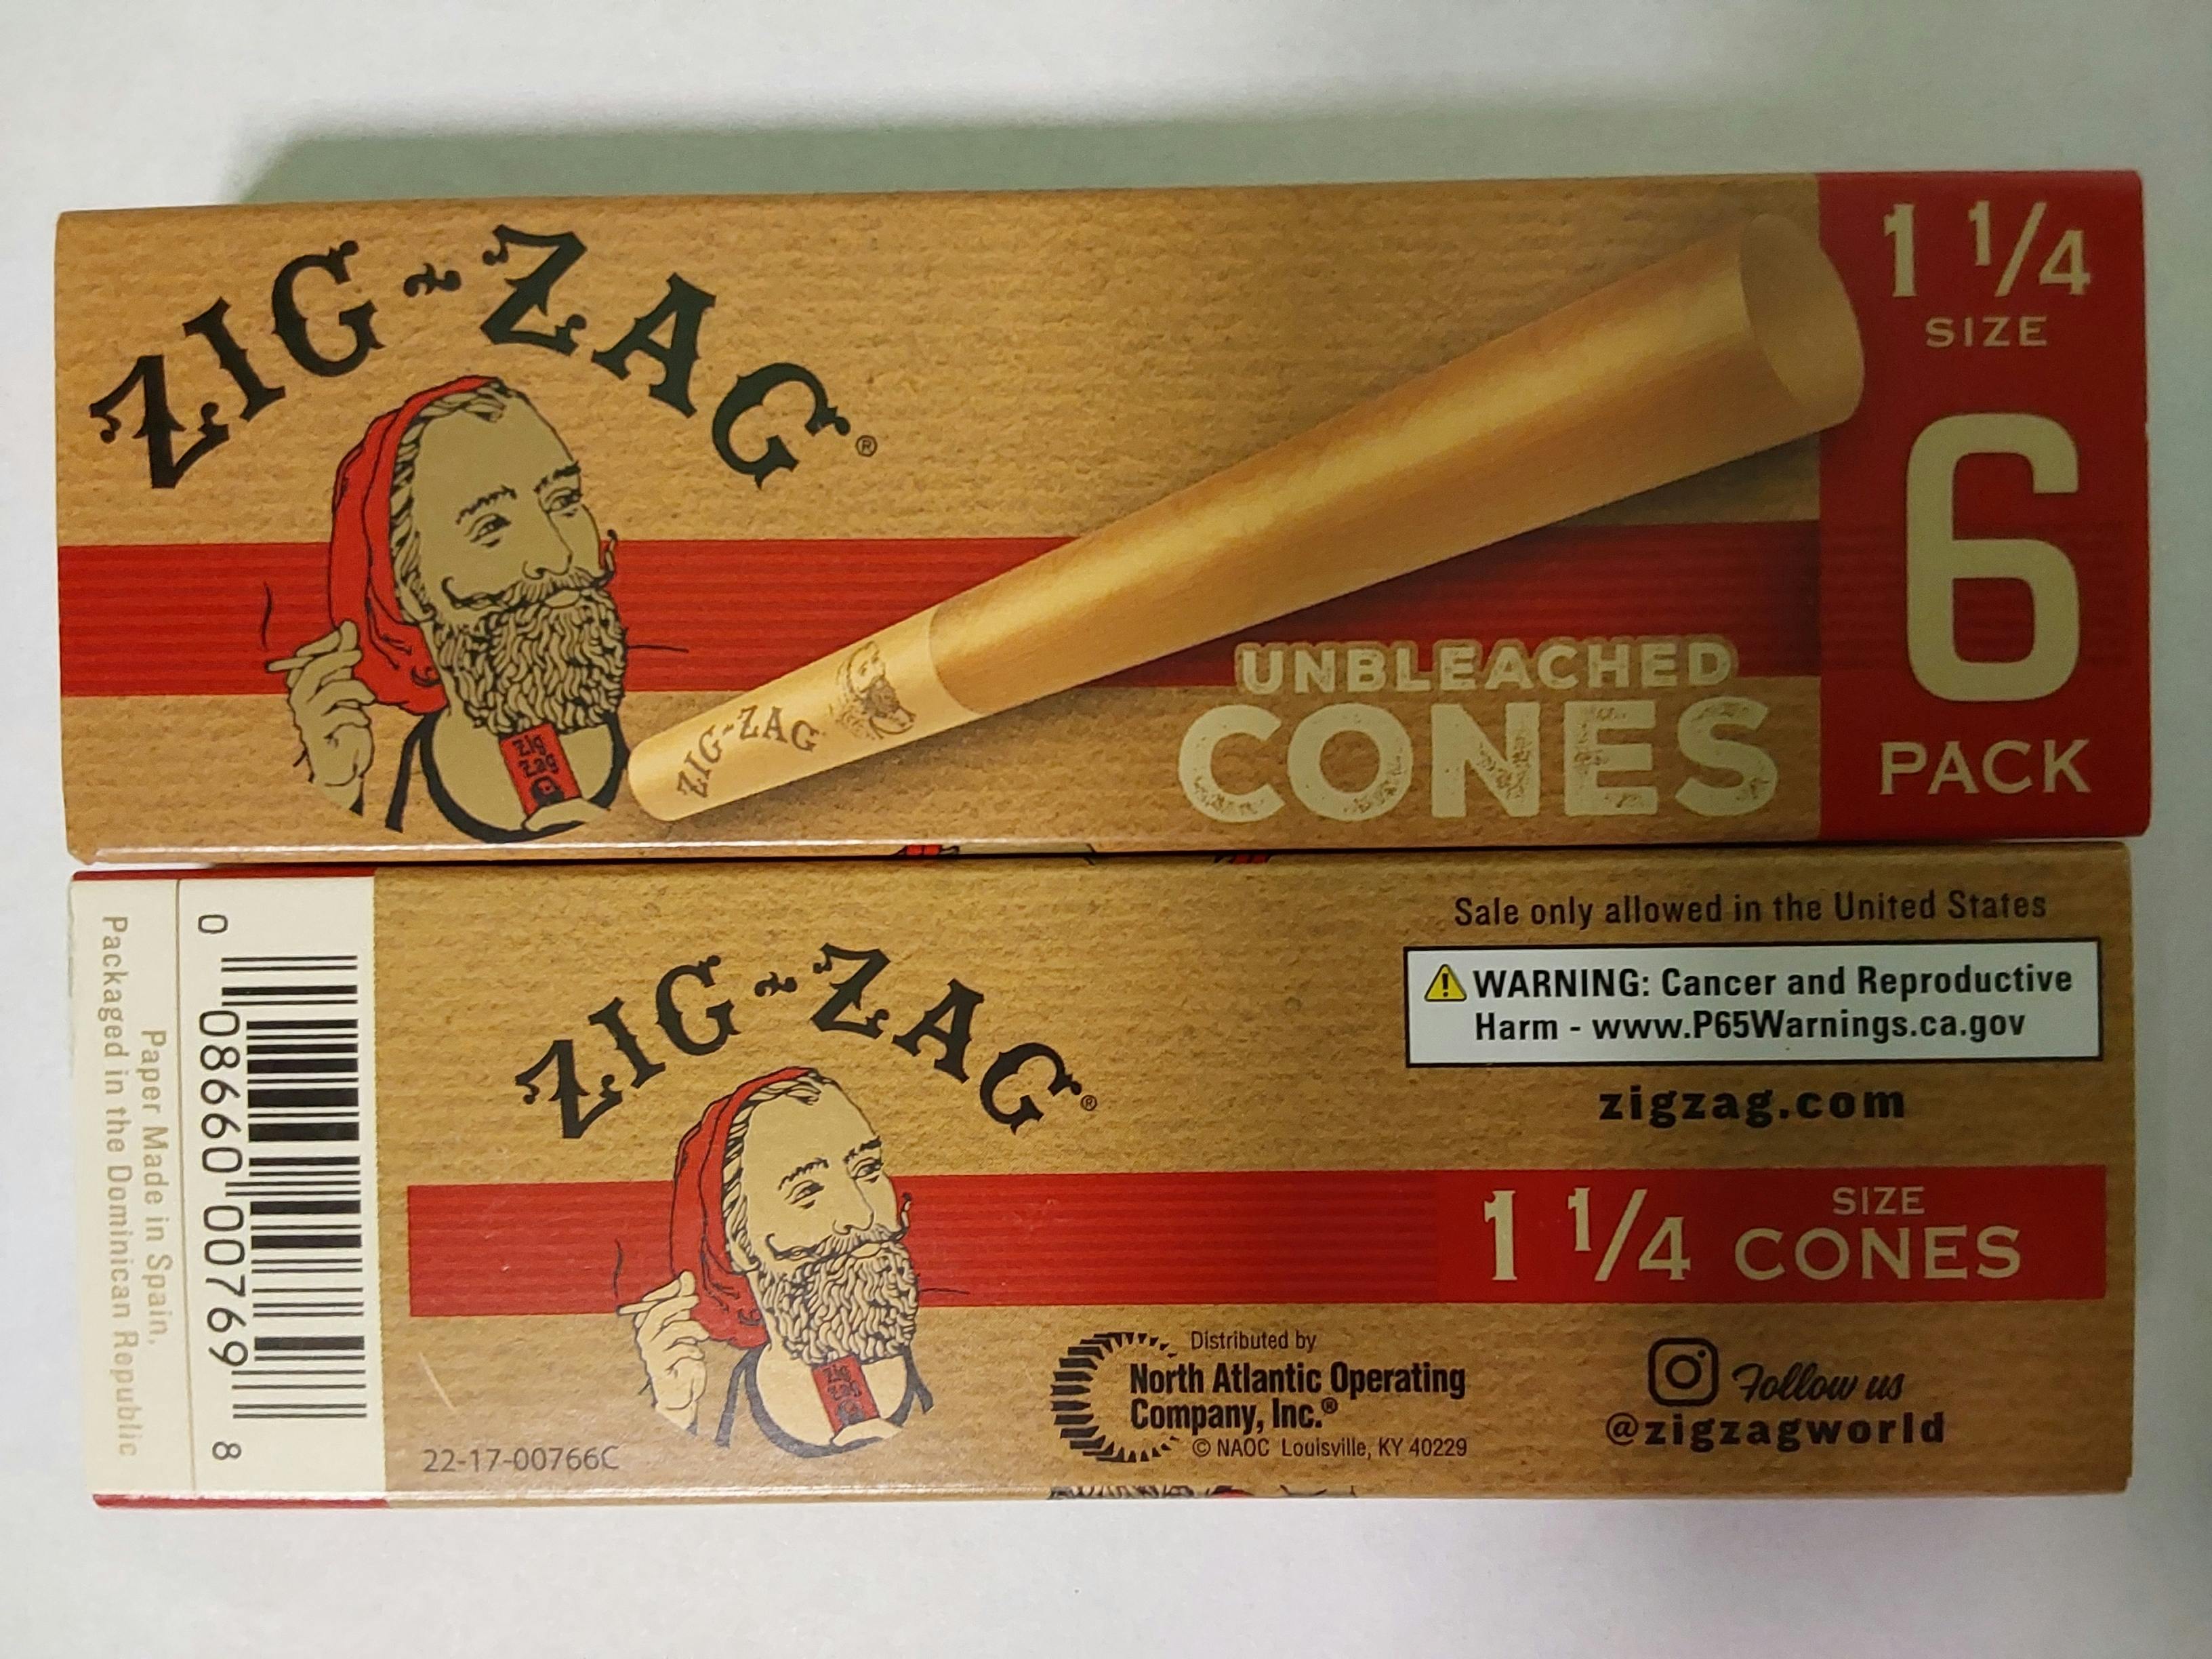 ZIG-ZAG®
zig
zag
ZIG-ZAG
UNBLEACHED
CONES
1 1/4
SIZE
6
PACK
Paper Made in Spain,
Packaged in the Dominican Republic
0 08660 00769 8
ZIG-ZAG®
zig
zag
22-17-00766C
Sale only allowed in the United States
⚠ WARNING: Cancer and Reproductive
Harm - www.P65Warnings.ca.gov
zigzag.com
1 1/4 SIZE
CONES
Distributed by
North Atlantic Operating
Company, Inc.®
© NAOC Louisville, KY 40229
Follow us
@zigzagworld